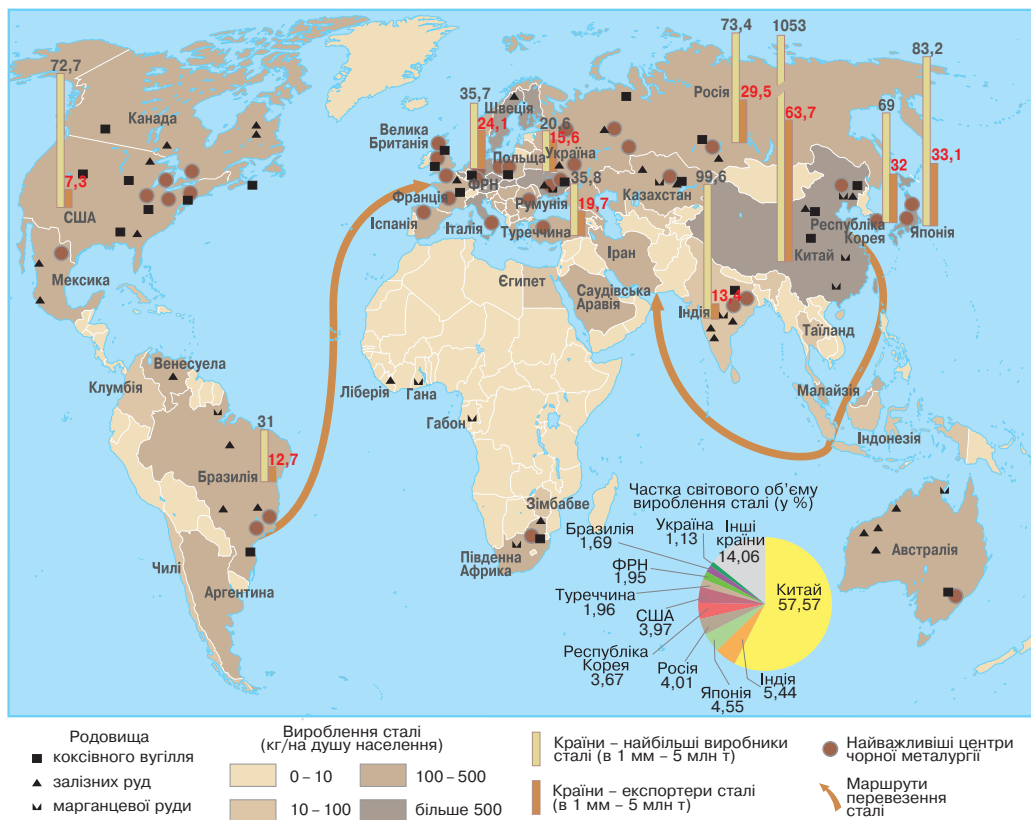 73,4
1053
83,2
72,7
35,7
Швеція
Росія
29,5
69
Канада
Велика
Британія
24,1
20,6
15,6
63,7
Польща
Україна
ФРН
35,8
99,6
32
33,1
7,3
США
Франція
Румунія
19,7
Казахстан
Республіка
Корея
Японія
Іспанія
Італія
Туреччина
Китай
Мексика
Єгипет
Іран
Саудівська
Аравія
13,4
Індія
Таїланд
Венесуела
Клумбія
Ліберія
Гана
Малайзія
Габон
Індонезія
31
12,7
Бразилія
Зімбабве
Південна
Африка
Чилі
Аргентина
Австралія
Частка світового об’єму
вироблення сталі (у %)
Україна
1,13
Інші
країни
14,06
Бразилія
1,69
ФРН
1,95
Туреччина
1,96
США
3,97
Республіка
Корея
3,67
Росія
4,01
Японія
4,55
Індія
5,44
Китай
57,57
Родовища
коксівного вугілля
залізних руд
марганцевої руди
Вироблення сталі
(кг/на душу населення)
0 – 10
10 – 100
100 – 500
більше 500
Країни – найбільші виробники
сталі (в 1 мм – 5 млн т)
Країни – експортери сталі
(в 1 мм – 5 млн т)
Найважливіші центри
чорної металургії
Маршрути
перевезення
сталі